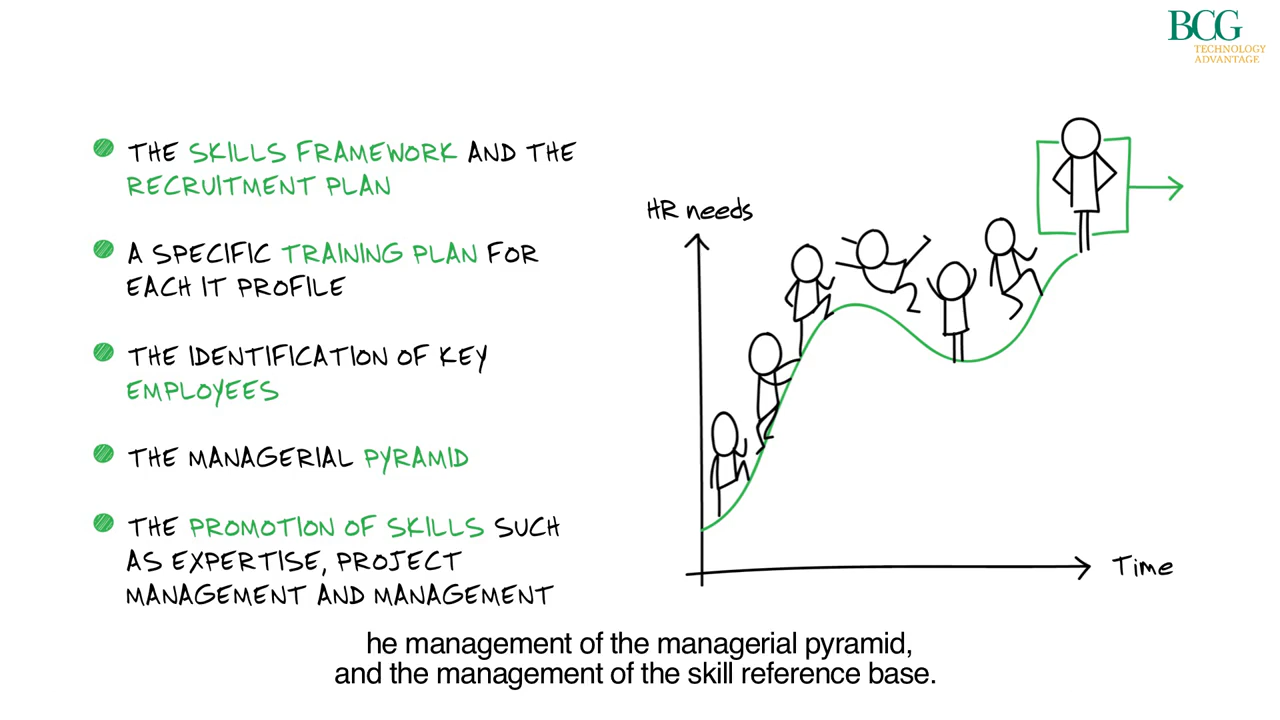 BCG
TECHNOLOGY
ADVANTAGE
THE SKILLS FRAMEWORK AND THE
RECRUITMENT PLAN
A SPECIFIC TRAINING PLAN FOR
EACH IT PROFILE
THE IDENTIFICATION OF KEY
EMPLOYEES
THE MANAGERIAL PYRAMID
THE PROMOTION OF SKILLS SUCH
AS EXPERTISE, PROJECT
MANAGEMENT AND MANAGEMENT
HR needs
Time
he management of the managerial pyramid,
and the management of the skill reference base.